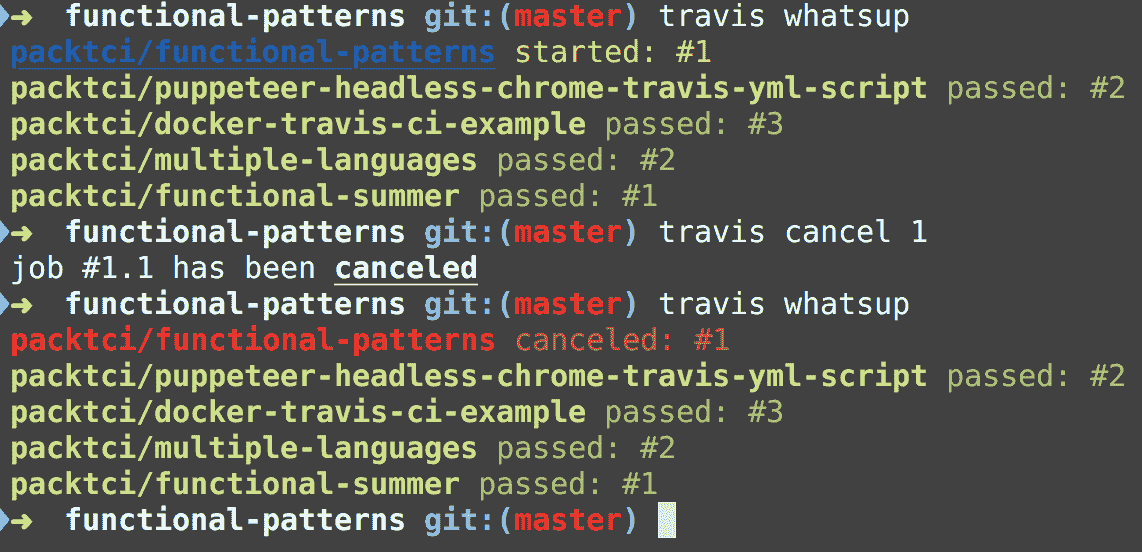 ➜ functional-patterns git:(master) travis whatsup
packtci/functional-patterns started: #1
packtci/puppeteer-headless-chrome-travis-yml-script passed: #2
packtci/docker-travis-ci-example passed: #3
packtci/multiple-languages passed: #2
packtci/functional-summer passed: #1
➜ functional-patterns git:(master) travis cancel 1
job #1.1 has been canceled
➜ functional-patterns git:(master) travis whatsup
packtci/functional-patterns canceled: #1
packtci/puppeteer-headless-chrome-travis-yml-script passed: #2
packtci/docker-travis-ci-example passed: #3
packtci/multiple-languages passed: #2
packtci/functional-summer passed: #1
➜ functional-patterns git:(master)